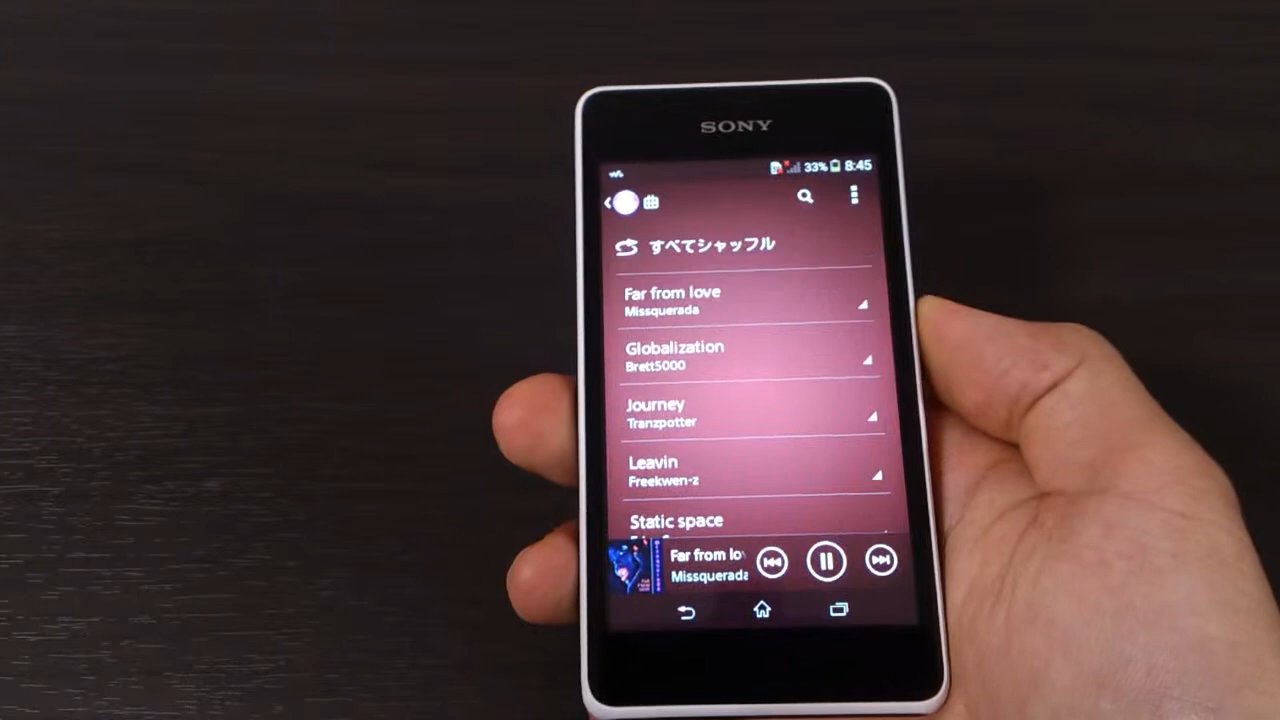 SONY
33% 8:45
すべてシャッフル
Far from love
Missquerada
Globalization
Brett5000
Journey
Tranzpotter
Leavin
Freekwen-z
Static space
Far from lo
Missquerada